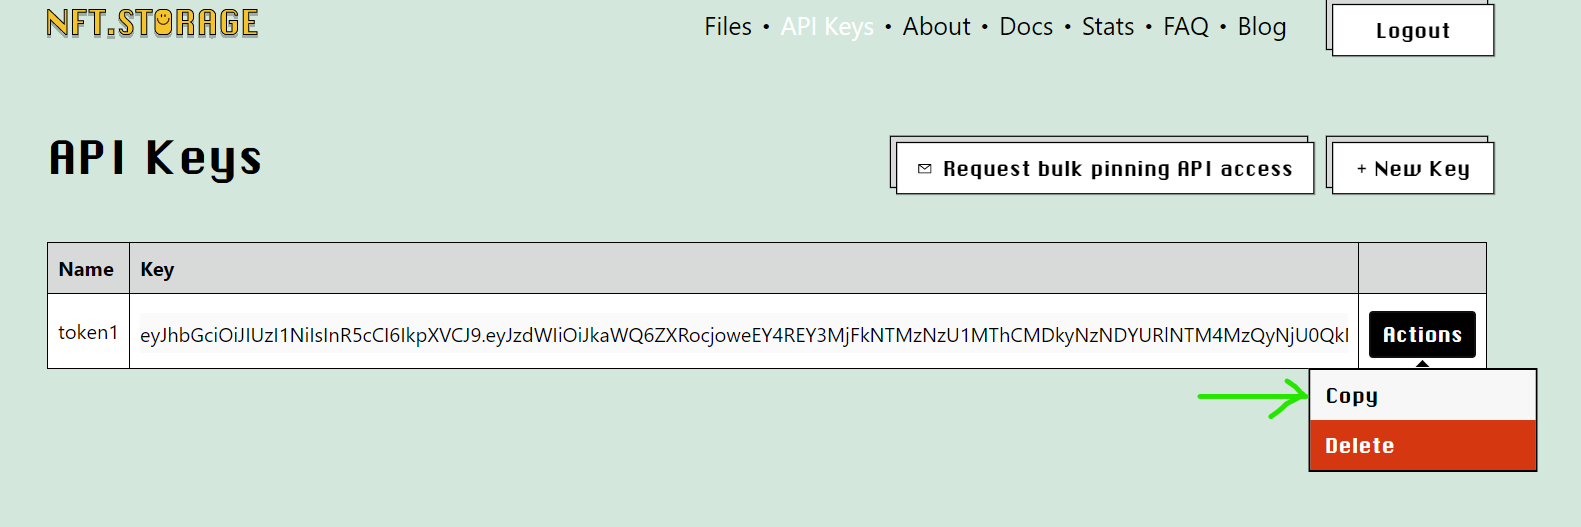 NFT.STORAGE
Files • API Keys • About • Docs • Stats • FAQ • Blog
Logout
API Keys
Request bulk pinning API access
+ New Key
Name Key
token1 eyJhbGciOiJIUzI1NiIsInR5cCI6IkpXVCJ9.eyJzdWIiOiJkaWQ6ZXRocjoweEY4REY3MjFkNTMzNzU1MThCMDkyNzNDYURlNTM4MzQyNjU0Qkl Actions
Copy
Delete